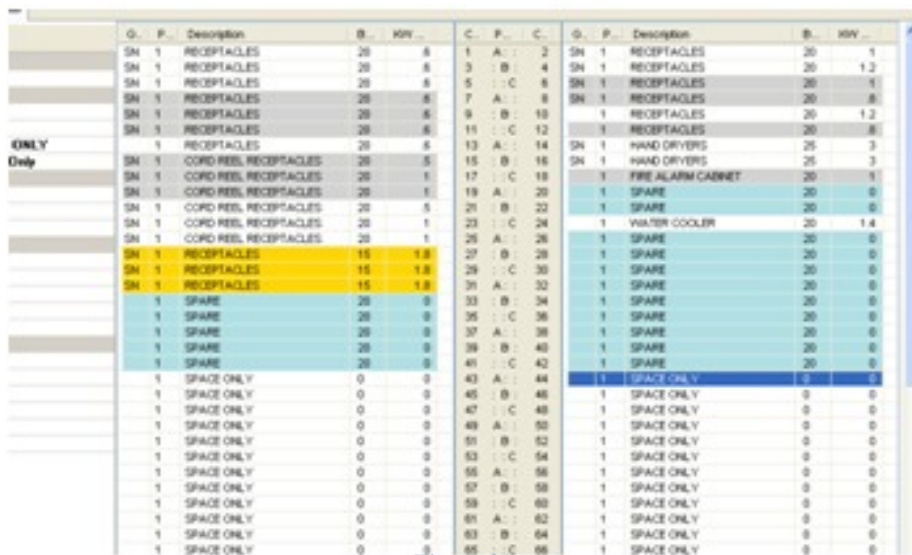 G.. P... Description B... KW ... C... P... C.. G.. P... Description B... KW ...
SN 1 RECEPTACLES 20 .6 1 A : : 2 SN 1 RECEPTACLES 20 1
SN 1 RECEPTACLES 20 .6 3 : B : 4 SN 1 RECEPTACLES 20 1.2
SN 1 RECEPTACLES 20 .6 5 : : C 6 SN 1 RECEPTACLES 20 1
SN 1 RECEPTACLES 20 .6 7 A : : 8 SN 1 RECEPTACLES 20 .8
SN 1 RECEPTACLES 20 .6 9 : B : 10 1 RECEPTACLES 20 1.2
SN 1 RECEPTACLES 20 .6 11 : : C 12 1 RECEPTACLES 20 .8
ONLY 1 RECEPTACLES 20 .6 13 A : : 14 SN 1 HAND DRYERS 25 3
Only SN 1 CORD REEL RECEPTACLES 20 .5 15 : B : 16 SN 1 HAND DRYERS 25 3
SN 1 CORD REEL RECEPTACLES 20 1 17 : : C 18 1 FIRE ALARM CABINET 20 1
SN 1 CORD REEL RECEPTACLES 20 1 19 A : : 20 1 SPARE 20 0
SN 1 CORD REEL RECEPTACLES 20 .5 21 : B : 22 1 SPARE 20 0
SN 1 CORD REEL RECEPTACLES 20 1 23 : : C 24 1 WATER COOLER 20 1.4
SN 1 CORD REEL RECEPTACLES 20 1 25 A : : 26 1 SPARE 20 0
SN 1 RECEPTACLES 15 1.8 27 : B : 28 1 SPARE 20 0
SN 1 RECEPTACLES 15 1.8 29 : : C 30 1 SPARE 20 0
SN 1 RECEPTACLES 15 1.8 31 A : : 32 1 SPARE 20 0
1 SPARE 20 0 33 : B : 34 1 SPARE 20 0
1 SPARE 20 0 35 : : C 36 1 SPARE 20 0
1 SPARE 20 0 37 A : : 38 1 SPARE 20 0
1 SPARE 20 0 39 : B : 40 1 SPARE 20 0
1 SPARE 20 0 41 : : C 42 1 SPARE 20 0
1 SPACE ONLY 0 0 43 A : : 44 1 SPACE ONLY 0 0
1 SPACE ONLY 0 0 45 : B : 46 1 SPACE ONLY 0 0
1 SPACE ONLY 0 0 47 : : C 48 1 SPACE ONLY 0 0
1 SPACE ONLY 0 0 49 A : : 50 1 SPACE ONLY 0 0
1 SPACE ONLY 0 0 51 : B : 52 1 SPACE ONLY 0 0
1 SPACE ONLY 0 0 53 : : C 54 1 SPACE ONLY 0 0
1 SPACE ONLY 0 0 55 A : : 56 1 SPACE ONLY 0 0
1 SPACE ONLY 0 0 57 : B : 58 1 SPACE ONLY 0 0
1 SPACE ONLY 0 0 59 : : C 60 1 SPACE ONLY 0 0
1 SPACE ONLY 0 0 61 A : : 62 1 SPACE ONLY 0 0
1 SPACE ONLY 0 0 63 : B : 64 1 SPACE ONLY 0 0
1 SPACE ONLY 0 0 65 : : C 66 1 SPACE ONLY 0 0